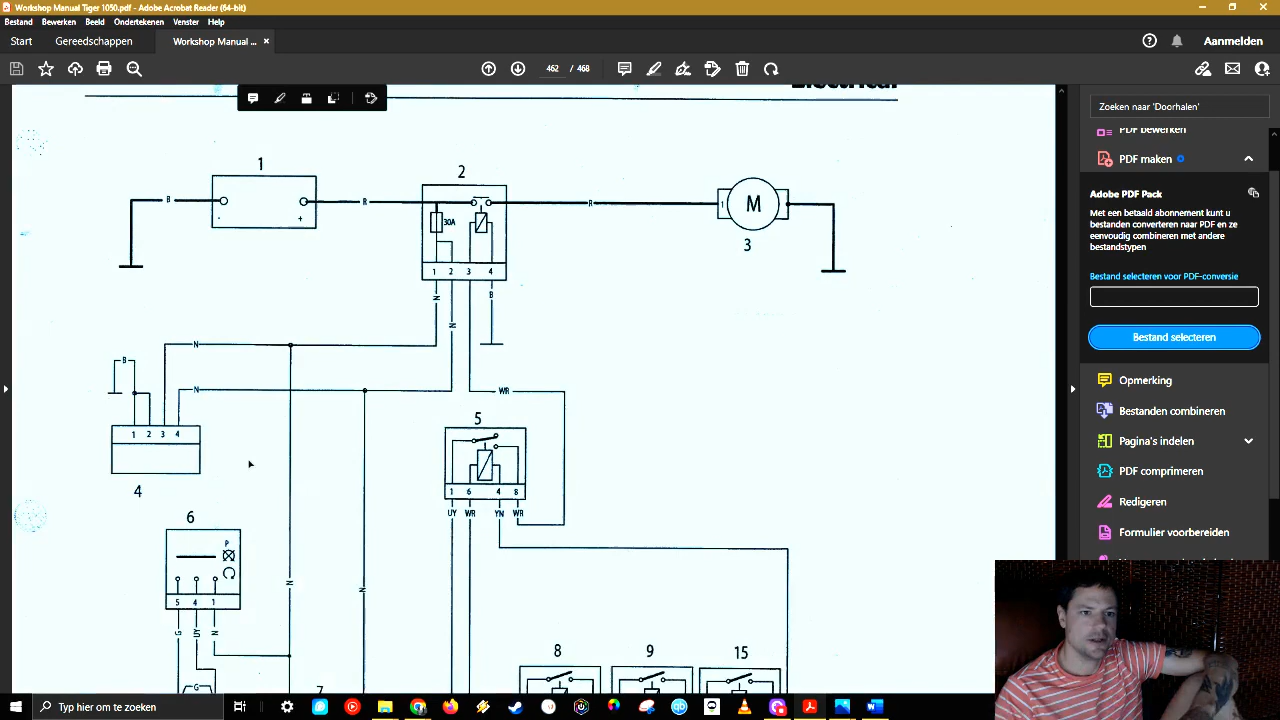 Workshop Manual Tiger 1050.pdf - Adobe Acrobat Reader (64-bit)
Bestand Bewerken Beeld Ondertekenen Venster Help
Start Gereedschappen Workshop Manual ... × Aanmelden
462 / 468
Zoeken naar 'Doorhalen'
PDF bewerken
PDF maken
Adobe PDF Pack
Met een betaald abonnement kunt u
bestanden converteren naar PDF en ze
eenvoudig combineren met andere
bestandstypen
Bestand selecteren voor PDF-conversie
Bestand selecteren
Opmerking
Bestanden combineren
Pagina's indelen
PDF comprimeren
Redigeren
Formulier voorbereiden
Electrical
1
2
B
- +
R
30A
R
1 M
3
1 2 3 4
N
N
B
N
N
B
WR
1 2 3 4
4
5
1 6 4 8
UY WR YN WR
6
P
5 4 1
G UY N
N
N
G
7
8 9 15
Typ hier om te zoeken